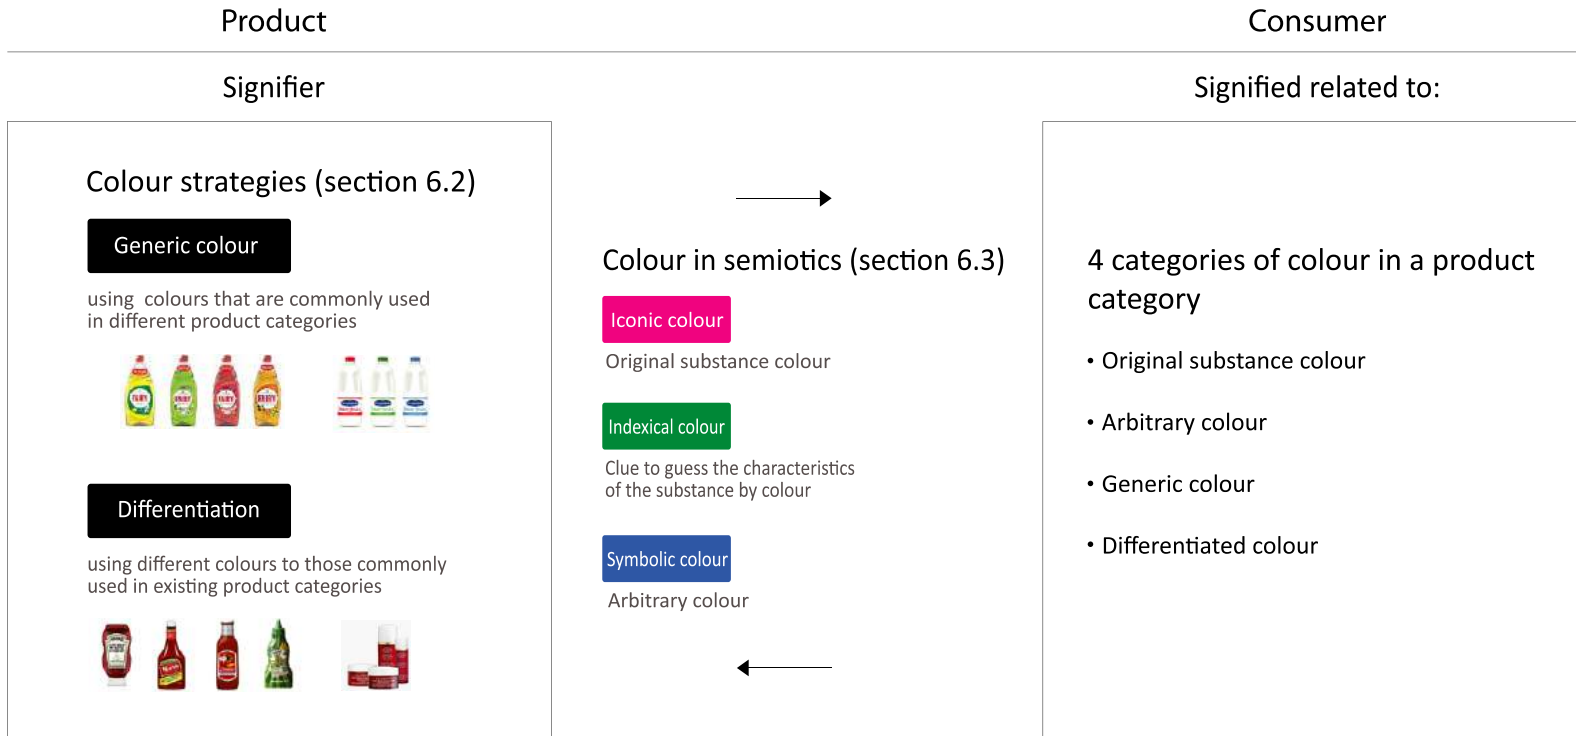 Product
Consumer
Signifier
Signified related to:
Colour strategies (section 6.2)
Generic colour
using colours that are commonly used
in different product categories
FAIRY
Differentiation
using different colours to those commonly
used in existing product categories
Colour in semiotics (section 6.3)
Iconic colour
Original substance colour
Indexical colour
Clue to guess the characteristics
of the substance by colour
Symbolic colour
Arbitrary colour
4 categories of colour in a product
category
• Original substance colour
• Arbitrary colour
• Generic colour
• Differentiated colour